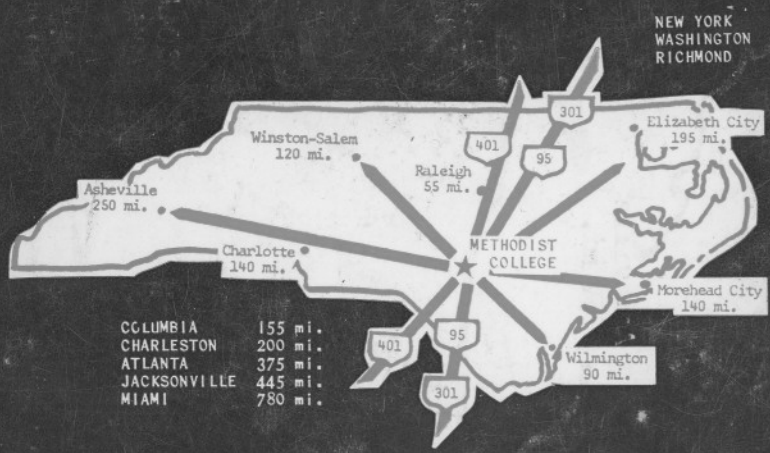 NEW YORK
WASHINGTON
RICHMOND
301
Elizabeth City
195 mi.
Winston-Salem
120 mi.
401
95
Raleigh
55 mi.
Asheville
250 mi.
METHODIST
COLLEGE
Charlotte
140 mi.
Morehead City
140 mi.
COLUMBIA 155 mi.
CHARLESTON 200 mi.
ATLANTA 375 mi.
JACKSONVILLE 445 mi.
MIAMI 780 mi.
401
95
301
Wilmington
90 mi.